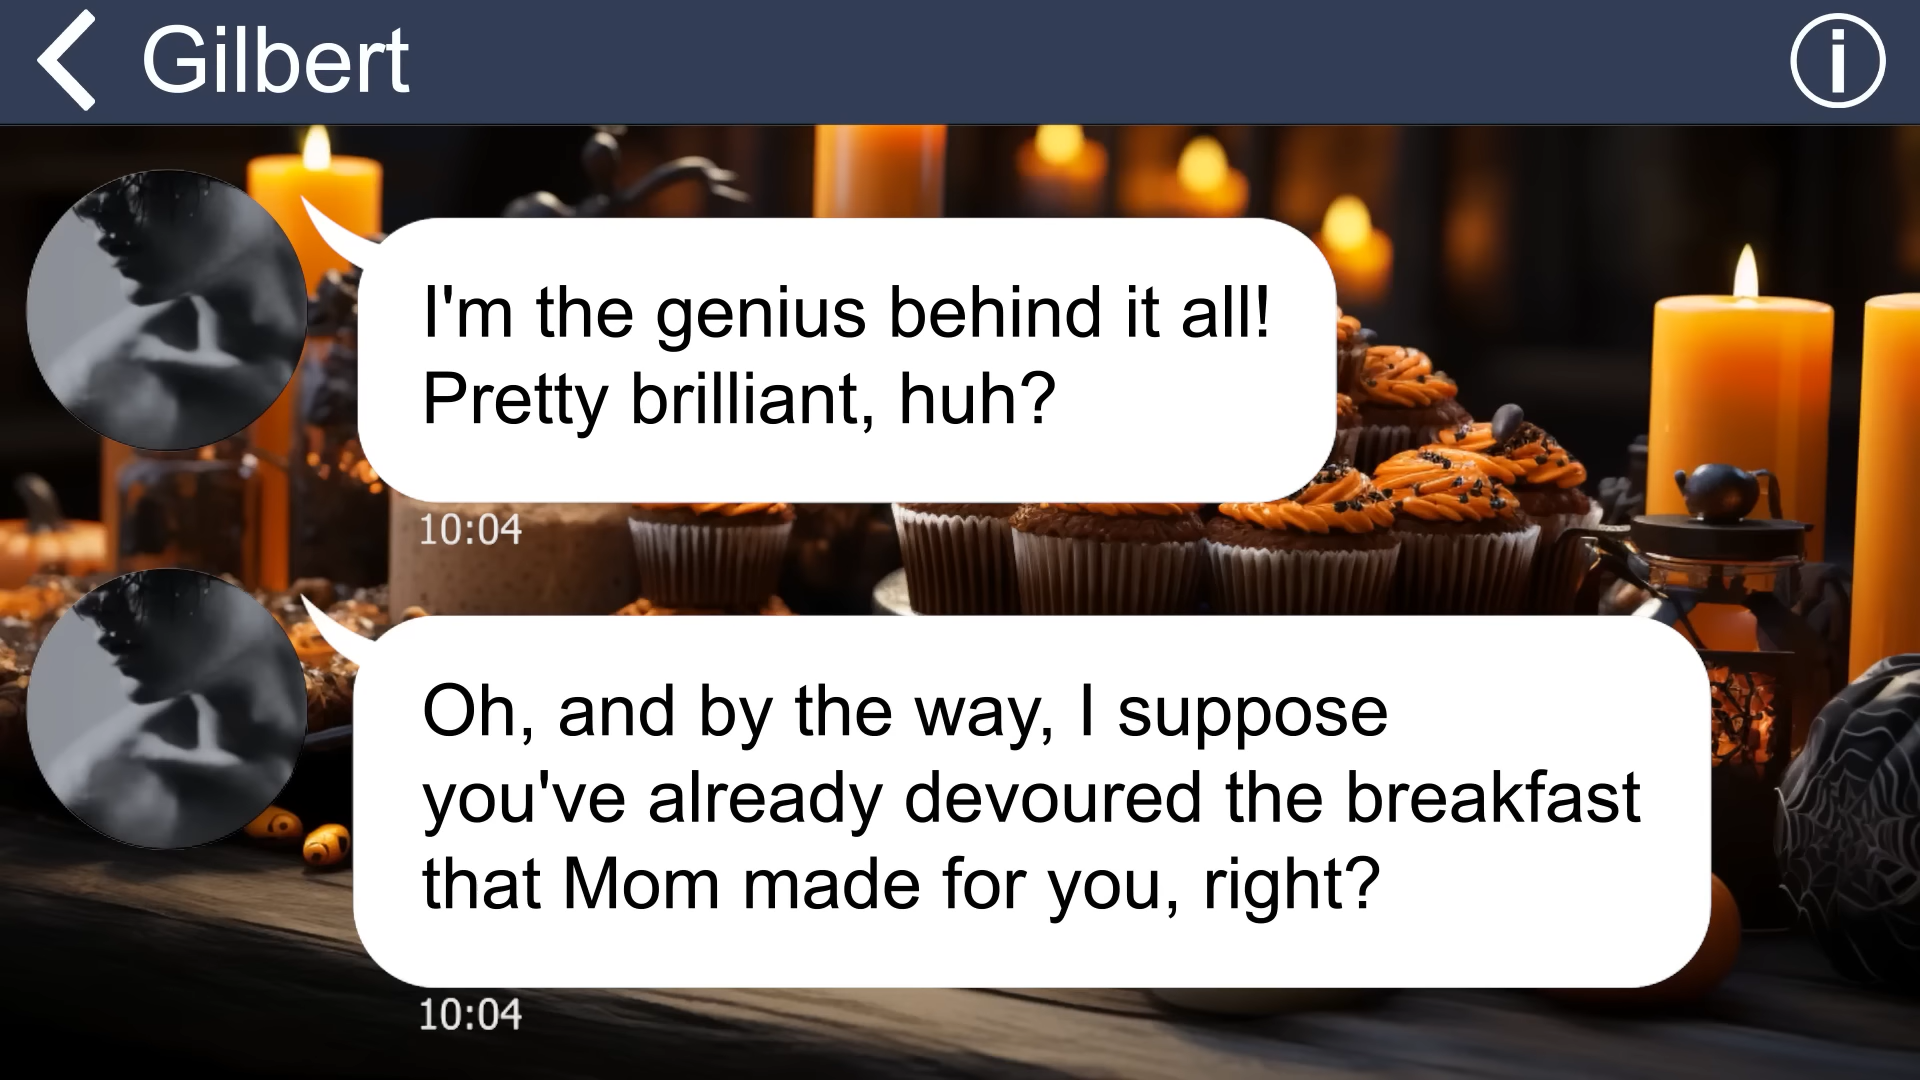 Gilbert
I'm the genius behind it all!
Pretty brilliant, huh?
10:04
Oh, and by the way, I suppose
you've already devoured the breakfast
that Mom made for you, right?
10:04